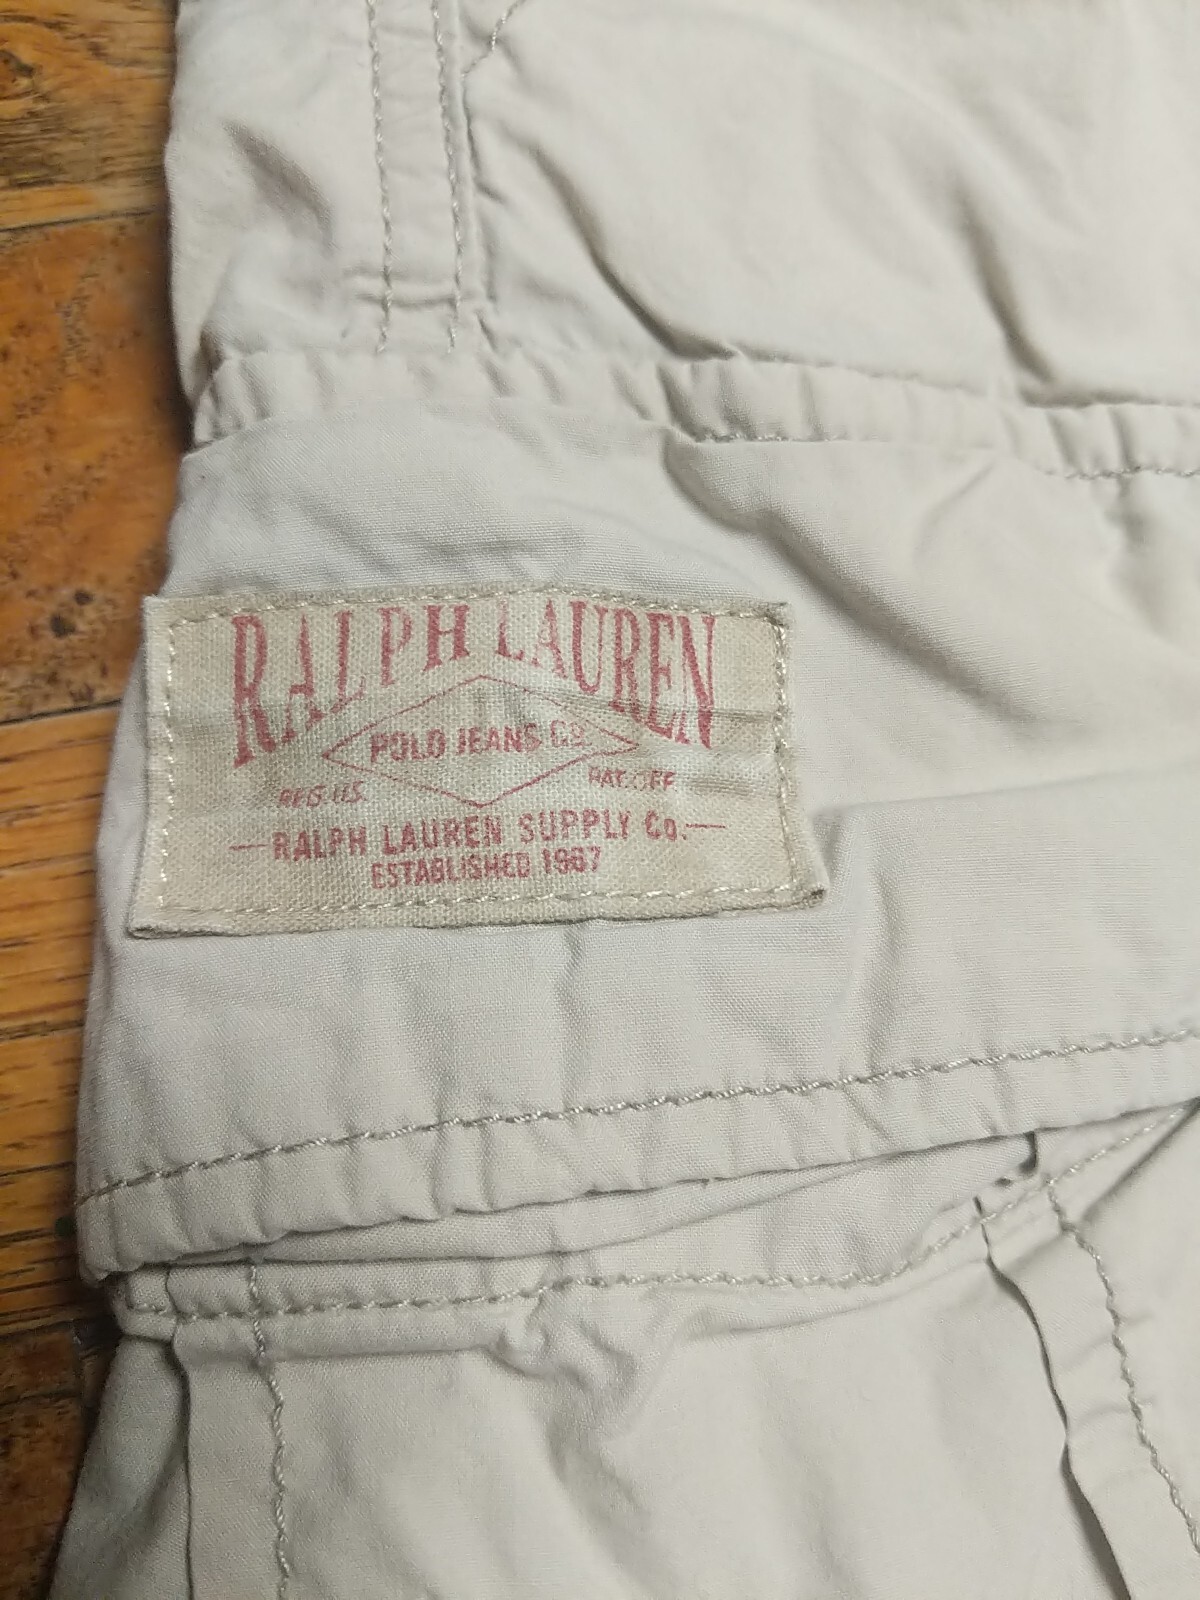 RALPH LAUREN
POLO JEANS CO.
REG. U.S. PAT. OFF.
—RALPH LAUREN SUPPLY Co.—
ESTABLISHED 1967